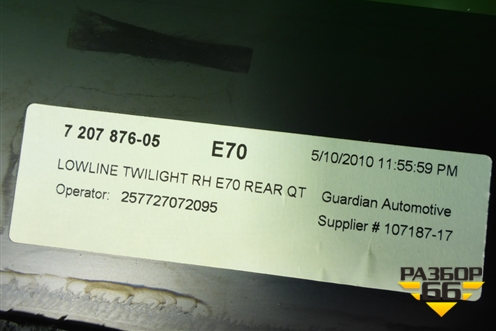 7 207 876-05 E70 5/10/2010 11:55:59 PM
LOWLINE TWILIGHT RH E70 REAR QT Guardian Automotive
Operator: 257727072095 Supplier # 107187-17
РАЗБОР
66